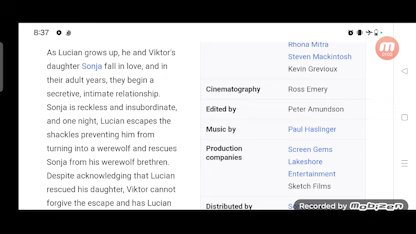 8:37
As Lucian grows up, he and Viktor's
daughter Sonja fall in love, and in
their adult years, they begin a
secretive, intimate relationship.
Sonja is reckless and insubordinate,
and one night, Lucian escapes the
shackles preventing him from
turning into a werewolf and rescues
Sonja from his werewolf brethren.
Despite acknowledging that Lucian
rescued his daughter, Viktor cannot
forgive the escape and has Lucian
Rhona Mitra
Steven Mackintosh
Kevin Grevioux
Cinematography Ross Emery
Edited by Peter Amundson
Music by Paul Haslinger
Production Screen Gems
companies Lakeshore
Entertainment
Sketch Films
Distributed by
Recorded by Mobizen